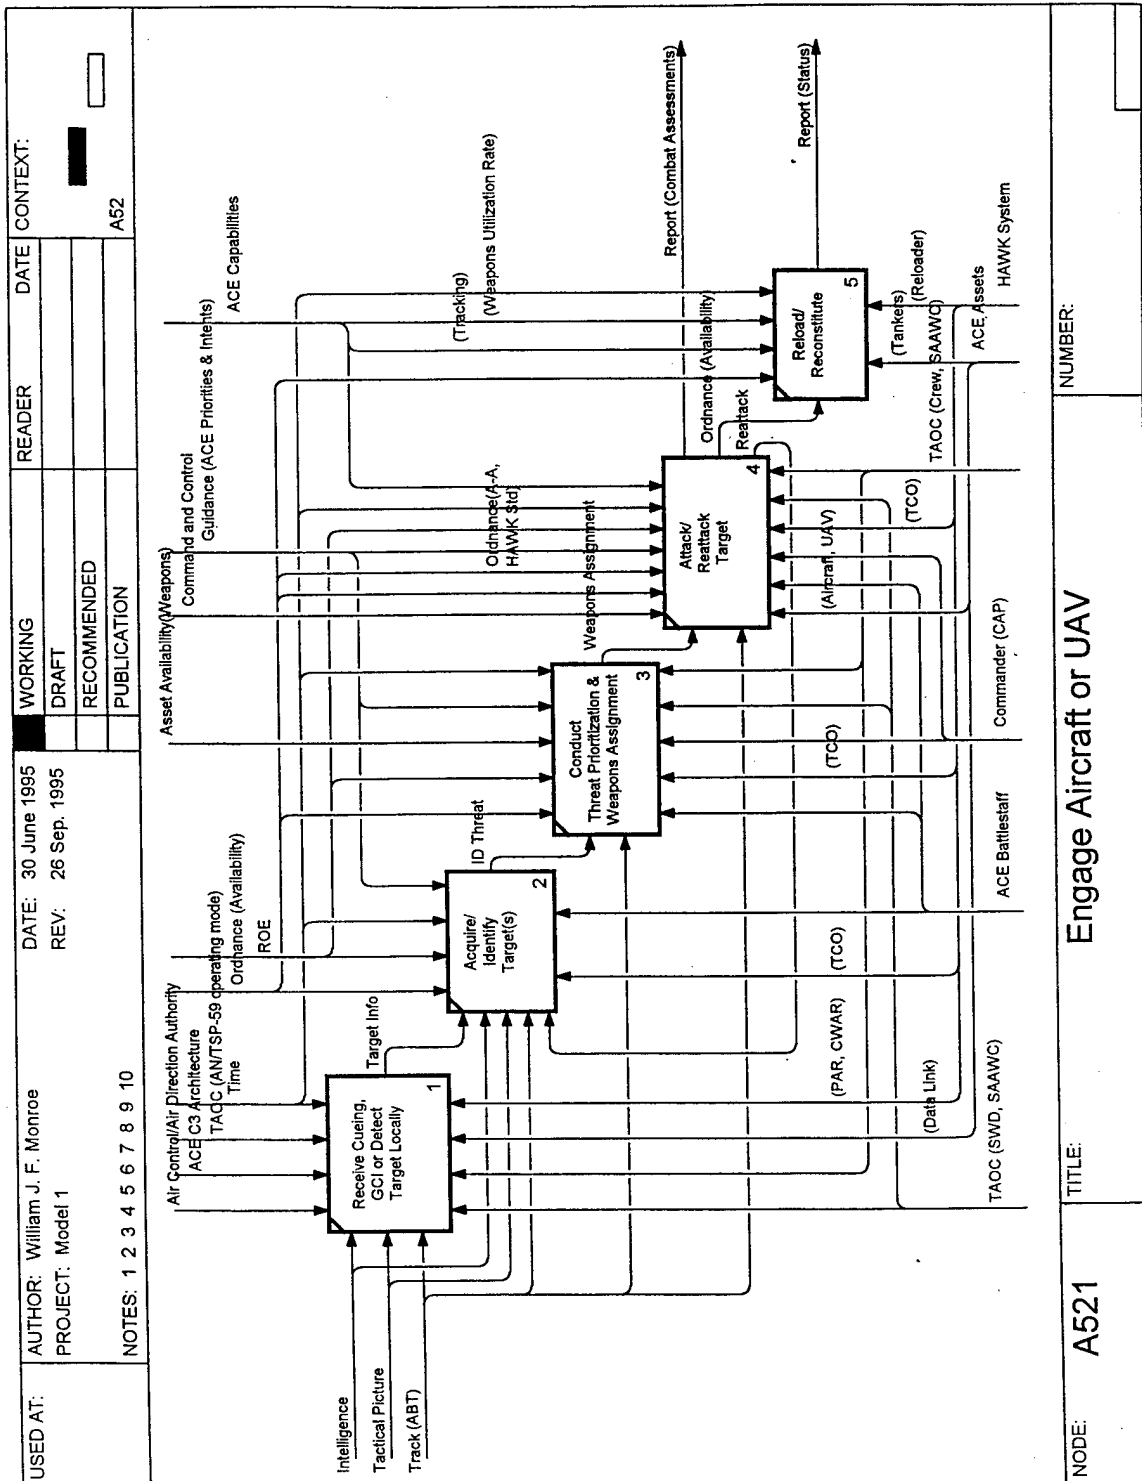 USED AT:
AUTHOR: William J. F. Monroe
PROJECT: Model 1
NOTES: 1 2 3 4 5 6 7 8 9 10
DATE: 30 June 1995
REV: 26 Sep. 1995
WORKING
DRAFT
RECOMMENDED
PUBLICATION
READER
DATE
CONTEXT:
A52
Air Control/Air Direction Authority
ACE C3 Architecture
TAOC (AN/TSP-59 operating mode)
Time
Ordnance (Availability)
ROE
Asset Availability(Weapons)
Command and Control
Guidance (ACE Priorities & Intents)
ACE Capabilities
Intelligence
Tactical Picture
Track (ABT)
Receive Cueing,
GCI or Detect
Target Locally
1
Target Info
Acquire/
Identify
Target(s)
2
ID Threat
Conduct
Threat Prioritization &
Weapons Assignment
3
Weapons Assignment
Ordnance(A-A,
HAWK Std)
(Tracking)
(Weapons Utilization Rate)
Attack/
Reattack
Target
4
Report (Combat Assessments)
Ordnance (Availability)
Reattack
Reload/
Reconstitute
5
Report (Status)
(PAR, CWAR)
(Data Link)
(TCO)
(TCO)
(Aircraft, UAV)
(TCO)
(Tankers)
(Reloader)
TAOC (SWD, SAAWC)
ACE Battlestaff
Commander (CAP)
TAOC (Crew, SAAWC)
ACE Assets
HAWK System
NODE:
A521
TITLE:
Engage Aircraft or UAV
NUMBER: